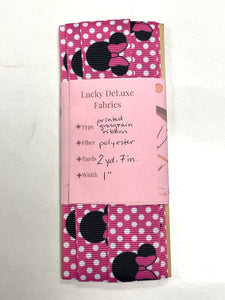 Lucky DeLuxe
Fabrics
Type printed
grosgrain
ribbon
Fiber polyester
Yards 2 yd. 7 in.
Width 1"